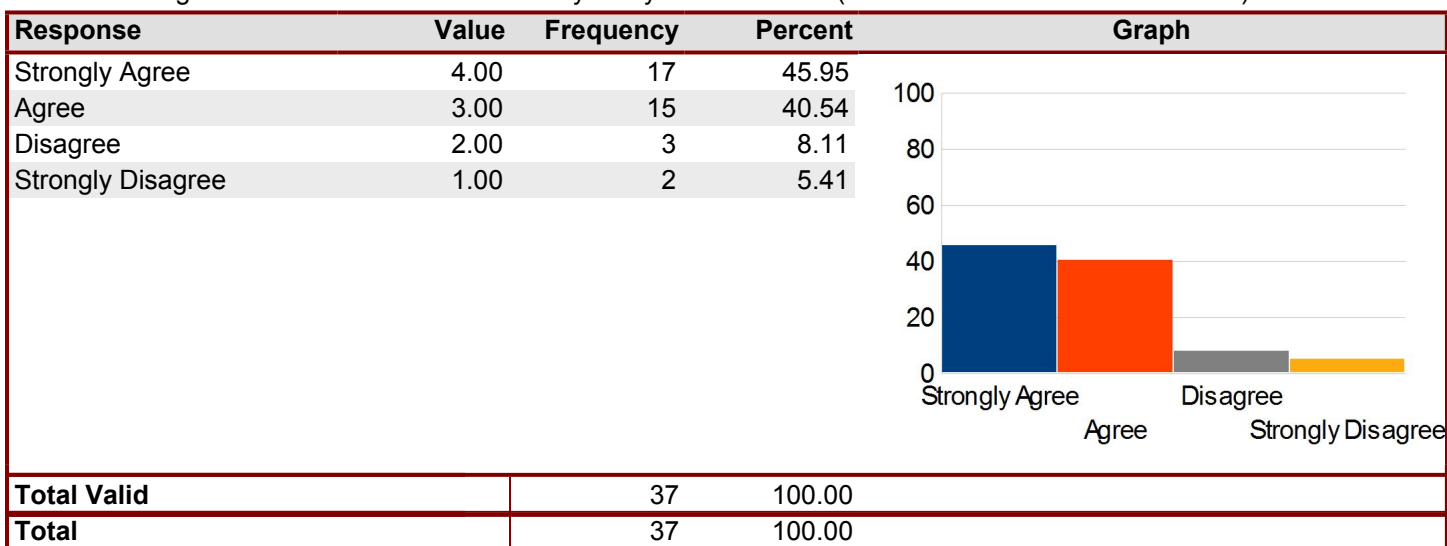 Response Value Frequency Percent Graph
Strongly Agree 4.00 17 45.95
Agree 3.00 15 40.54
Disagree 2.00 3 8.11
Strongly Disagree 1.00 2 5.41
100
80
60
40
20
0
Strongly Agree Disagree
Agree Strongly Disagree
Total Valid 37 100.00
Total 37 100.00